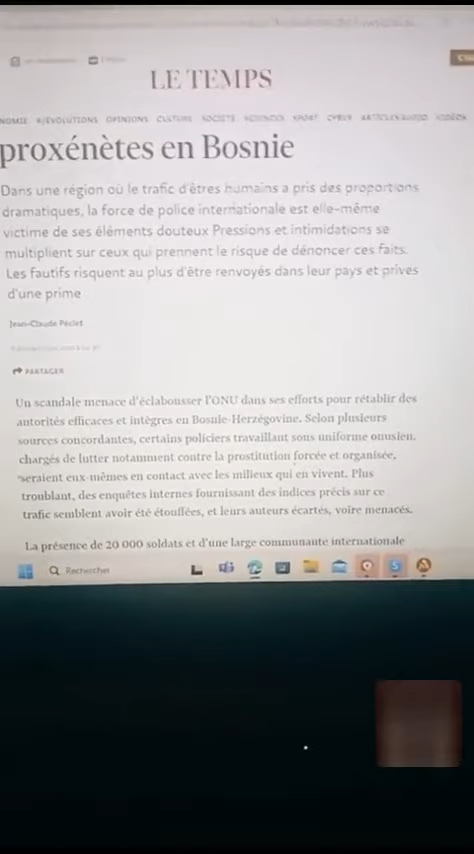 LE TEMPS
OPINIONS CULTURE SOCIÉTÉ SCIENCES SPORT CYBER ARTICLES AUDIO VIDÉOS
proxénètes en Bosnie
Dans une région où le trafic d'êtres humains a pris des proportions
dramatiques, la force de police internationale est elle-même
victime de ses éléments douteux Pressions et intimidations se
multiplient sur ceux qui prennent le risque de dénoncer ces faits.
Les fautifs risquent au plus d'être renvoyés dans leur pays et privés
d'une prime
Jean-Claude Péclet
PARTAGER
Un scandale menace d'éclabousser l'ONU dans ses efforts pour rétablir des
autorités efficaces et intègres en Bosnie-Herzégovine. Selon plusieurs
sources concordantes, certains policiers travaillant sous uniforme onusien,
chargés de lutter notamment contre la prostitution forcée et organisée,
seraient eux-mêmes en contact avec les milieux qui en vivent. Plus
troublant, des enquêtes internes fournissant des indices précis sur ce
trafic semblent avoir été étouffées, et leurs auteurs écartés, voire menacés.
La présence de 20 000 soldats et d'une large communauté internationale
Rechercher